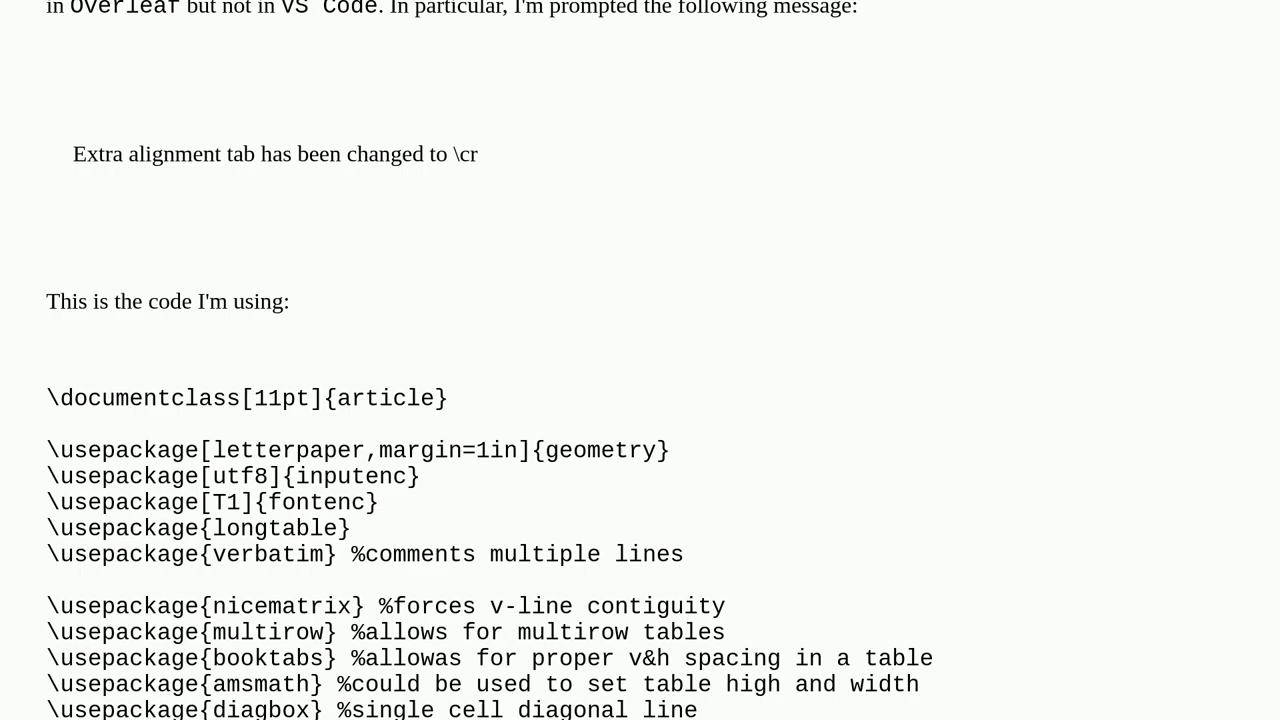 in Overleaf but not in VS Code. In particular, I'm prompted the following message:
Extra alignment tab has been changed to \cr
This is the code I'm using:
\documentclass[11pt]{article}
\usepackage[letterpaper,margin=1in]{geometry}
\usepackage[utf8]{inputenc}
\usepackage[T1]{fontenc}
\usepackage{longtable}
\usepackage{verbatim} %comments multiple lines
\usepackage{nicematrix} %forces v-line contiguity
\usepackage{multirow} %allows for multirow tables
\usepackage{booktabs} %allowas for proper v&h spacing in a table
\usepackage{amsmath} %could be used to set table high and width
\usepackage{diagbox} %single cell diagonal line